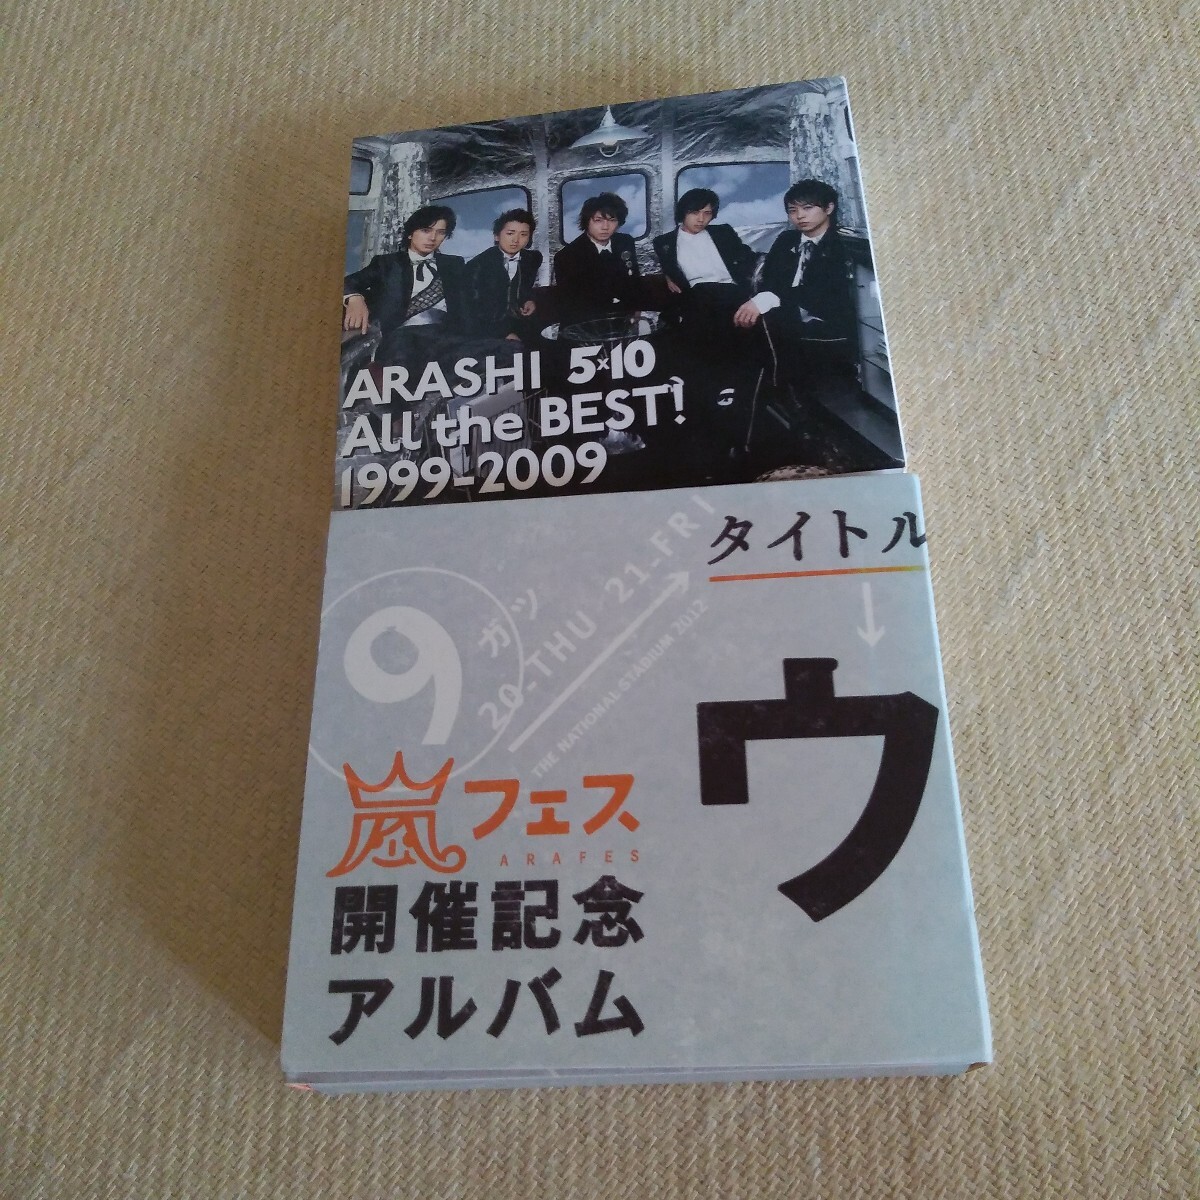 ARASHI 5×10
All the BEST!
1999-2009
タイトル
↓
ウ
9
ガツ
20-THU 21-FRI
THE NATIONAL STADIUM 2012
嵐フェス
ARAFES
開催記念
アルバム